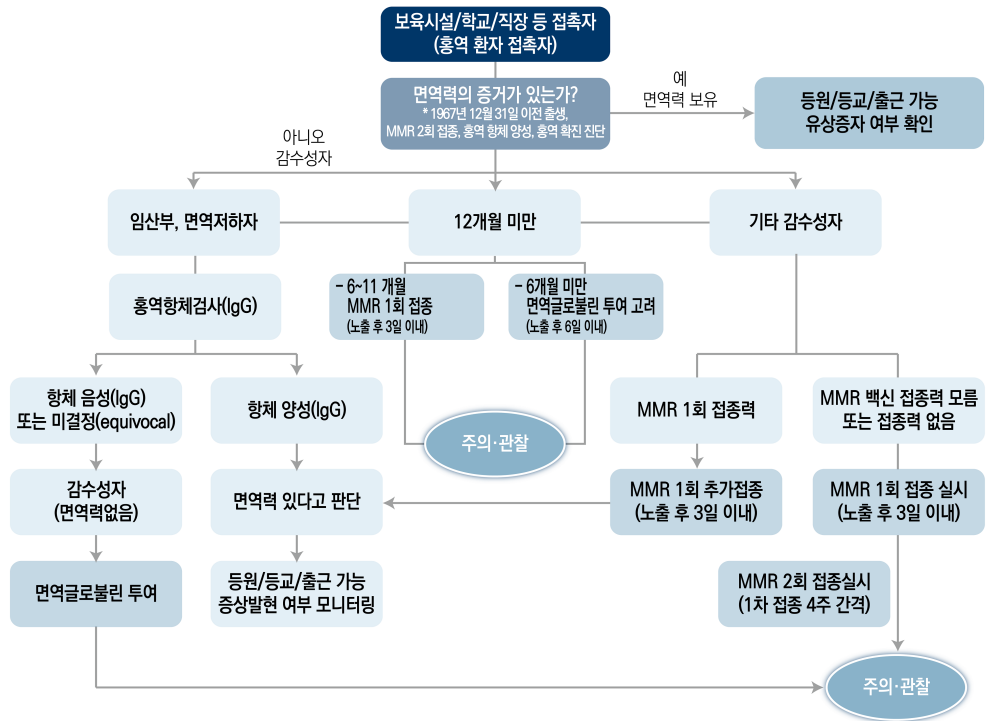 보육시설/학교/직장 등 접촉자
(홍역 환자 접촉자)
면역력의 증거가 있는가?
* 1967년 12월 31일 이전 출생,
MMR 2회 접종, 홍역 항체 양성, 홍역 확진 진단
예
면역력 보유
등원/등교/출근 가능
유상증자 여부 확인
아니오
감수성자
임산부, 면역저하자
12개월 미만
기타 감수성자
홍역항체검사(IgG)
- 6~11 개월
MMR 1회 접종
(노출 후 3일 이내)
- 6개월 미만
면역글로불린 투여 고려
(노출 후 6일 이내)
항체 음성(IgG)
또는 미결정(equivocal)
항체 양성(IgG)
주의·관찰
MMR 1회 접종력
MMR 백신 접종력 모름
또는 접종력 없음
감수성자
(면역력없음)
면역력 있다고 판단
MMR 1회 추가접종
(노출 후 3일 이내)
MMR 1회 접종 실시
(노출 후 3일 이내)
면역글로불린 투여
등원/등교/출근 가능
증상발현 여부 모니터링
MMR 2회 접종실시
(1차 접종 4주 간격)
주의·관찰